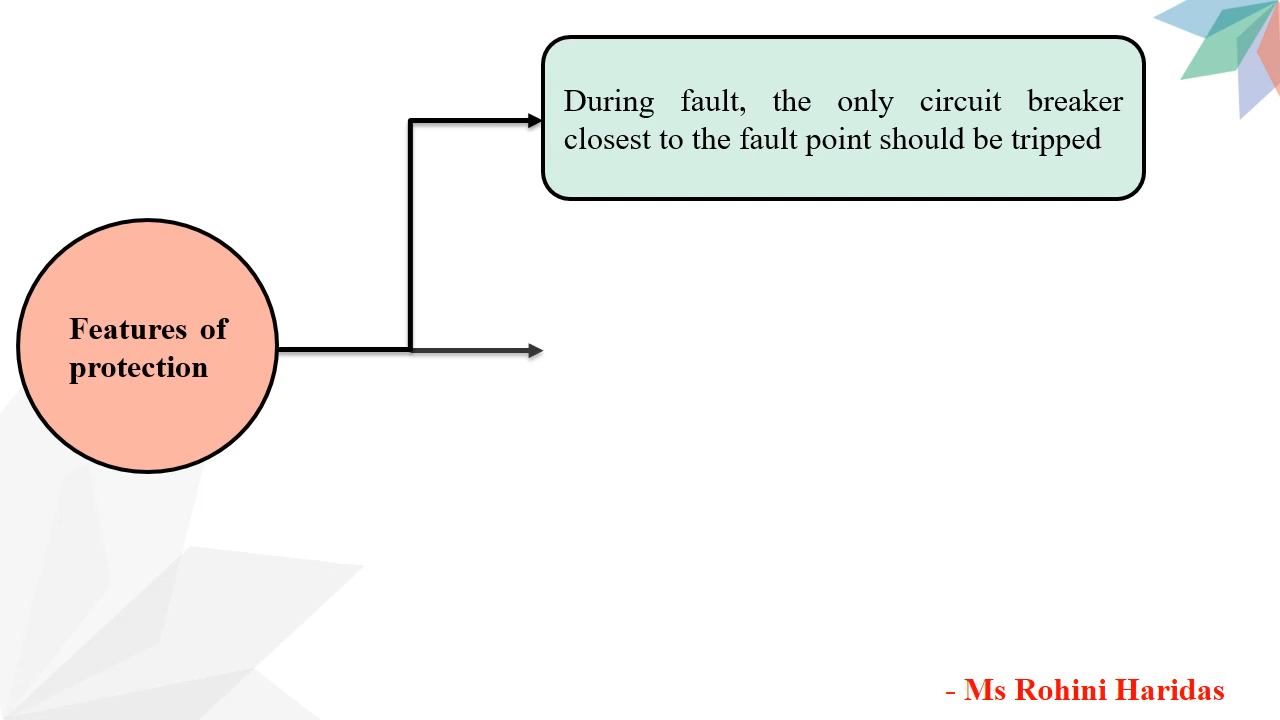 During fault, the only circuit breaker
closest to the fault point should be tripped
Features of
protection
- Ms Rohini Haridas